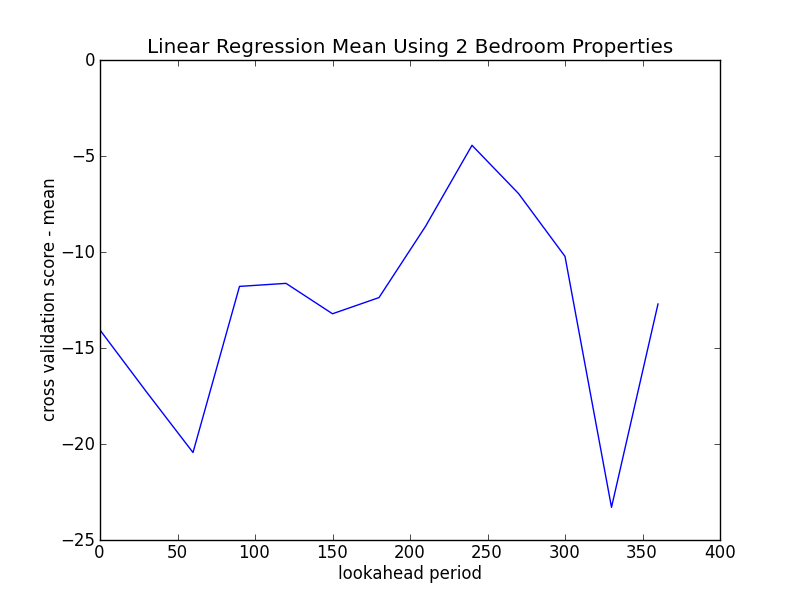 Linear Regression Mean Using 2 Bedroom Properties
0
−5
−10
−15
−20
−25
cross validation score - mean
0 50 100 150 200 250 300 350 400
lookahead period